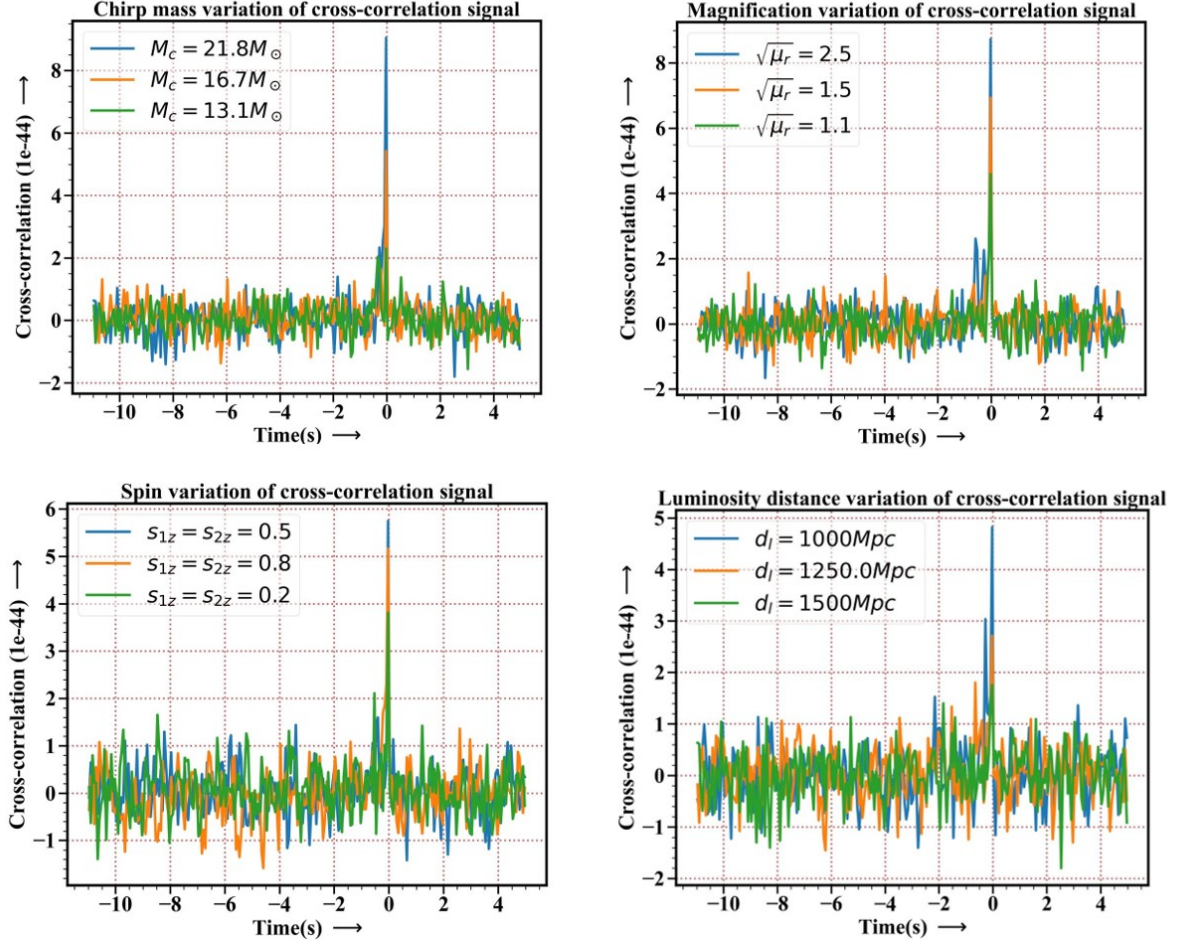 Chirp mass variation of cross-correlation signal
M_c = 21.8M_⊙
M_c = 16.7M_⊙
M_c = 13.1M_⊙
Cross-correlation (1e-44) ⟶
8
6
4
2
0
−2
−10 −8 −6 −4 −2 0 2 4
Time(s) ⟶
Magnification variation of cross-correlation signal
√μ_r = 2.5
√μ_r = 1.5
√μ_r = 1.1
Cross-correlation (1e-44) ⟶
8
6
4
2
0
−2
−10 −8 −6 −4 −2 0 2 4
Time(s) ⟶
Spin variation of cross-correlation signal
s_1z = s_2z = 0.5
s_1z = s_2z = 0.8
s_1z = s_2z = 0.2
Cross-correlation (1e-44) ⟶
6
5
4
3
2
1
0
−1
−10 −8 −6 −4 −2 0 2 4
Time(s) ⟶
Luminosity distance variation of cross-correlation signal
d_l = 1000Mpc
d_l = 1250.0Mpc
d_l = 1500Mpc
Cross-correlation (1e-44) ⟶
5
4
3
2
1
0
−1
−2
−10 −8 −6 −4 −2 0 2 4
Time(s) ⟶